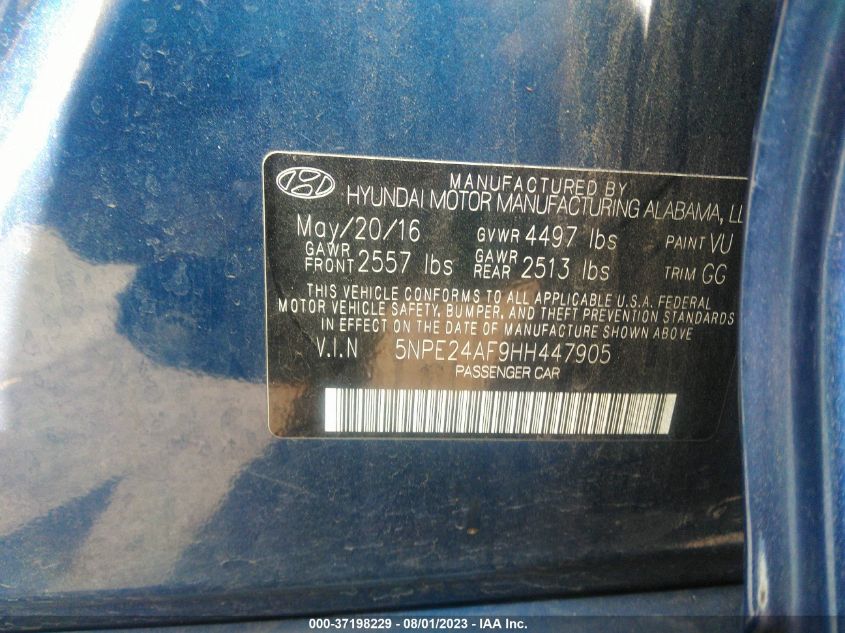 MANUFACTURED BY
HYUNDAI MOTOR MANUFACTURING ALABAMA, LL
May/20/16 GVWR 4497 lbs PAINT VU
GAWR FRONT 2557 lbs GAWR REAR 2513 lbs TRIM GG
THIS VEHICLE CONFORMS TO ALL APPLICABLE U.S.A. FEDERAL
MOTOR VEHICLE SAFETY, BUMPER, AND THEFT PREVENTION STANDARDS
IN EFFECT ON THE DATE OF MANUFACTURE SHOWN ABOVE
V.I.N 5NPE24AF9HH447905
PASSENGER CAR
000-37198229 - 08/01/2023 - IAA Inc.